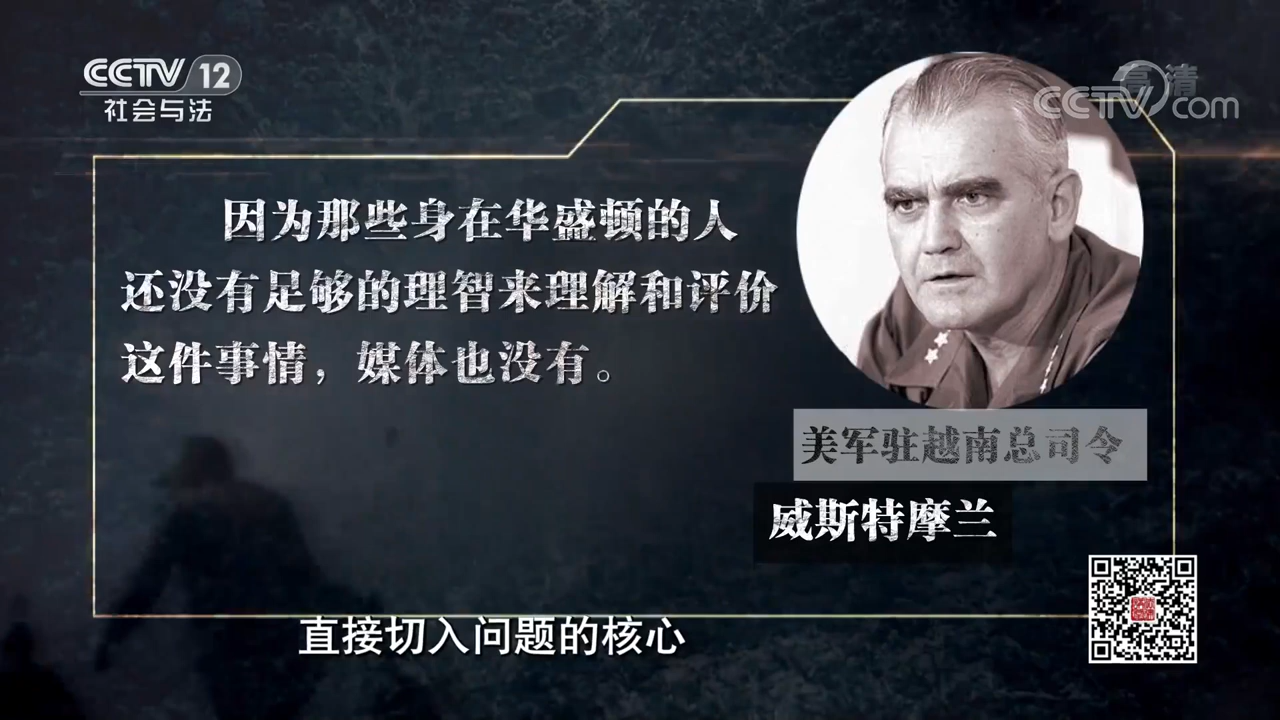 CCTV 12
社会与法
高清
CCTV.com
因为那些身在华盛顿的人
还没有足够的理智来理解和评价
这件事情，媒体也没有。
美军驻越南总司令
威斯特摩兰
直接切入问题的核心